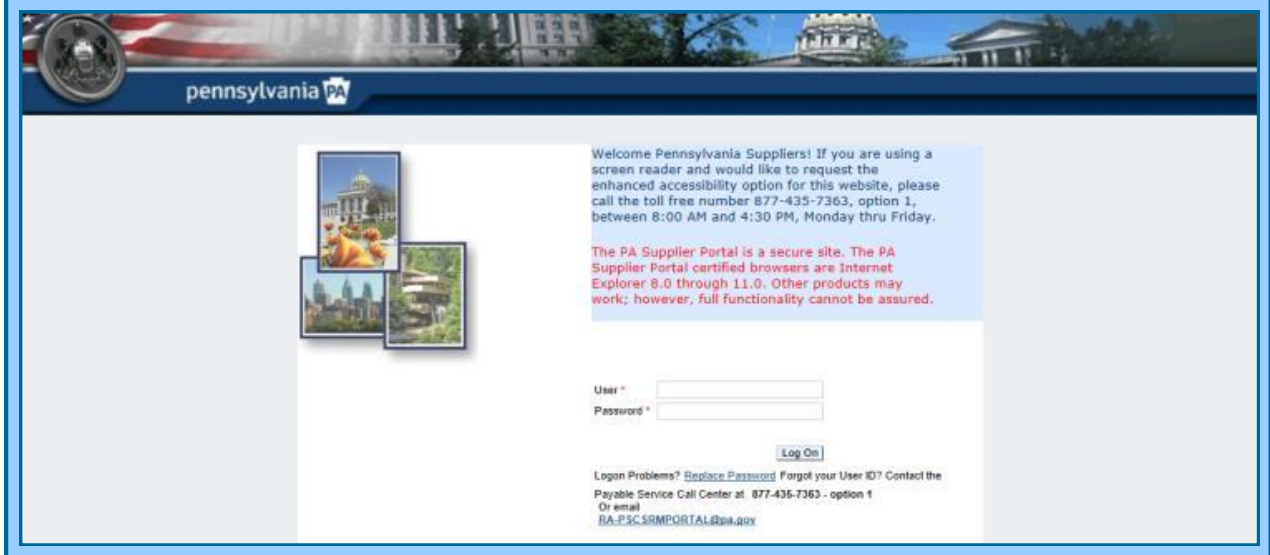 pennsylvania PA
Welcome Pennsylvania Suppliers! If you are using a
screen reader and would like to request the
enhanced accessibility option for this website, please
call the toll free number 877-435-7363, option 1,
between 8:00 AM and 4:30 PM, Monday thru Friday.
The PA Supplier Portal is a secure site. The PA
Supplier Portal certified browsers are Internet
Explorer 8.0 through 11.0. Other products may
work; however, full functionality cannot be assured.
User *
Password *
Log On
Logon Problems? Replace Password Forgot your User ID? Contact the
Payable Service Call Center at 877-435-7363 - option 1
Or email
RA-PSCSRMPORTAL@pa.gov